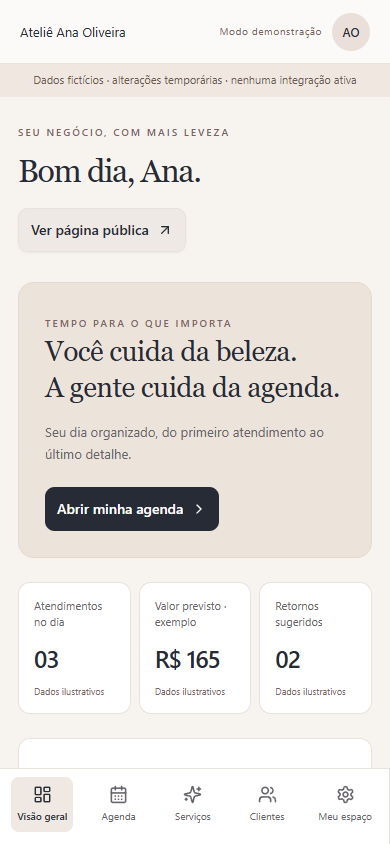 Ateliê Ana Oliveira
Modo demonstração
AO
Dados fictícios · alterações temporárias · nenhuma integração ativa
SEU NEGÓCIO, COM MAIS LEVEZA
Bom dia, Ana.
Ver página pública
TEMPO PARA O QUE IMPORTA
Você cuida da beleza.
A gente cuida da agenda.
Seu dia organizado, do primeiro atendimento ao
último detalhe.
Abrir minha agenda
Atendimentos
no dia
03
Dados ilustrativos
Valor previsto ·
exemplo
R$ 165
Dados ilustrativos
Retornos
sugeridos
02
Dados ilustrativos
Visão geral
Agenda
Serviços
Clientes
Meu espaço